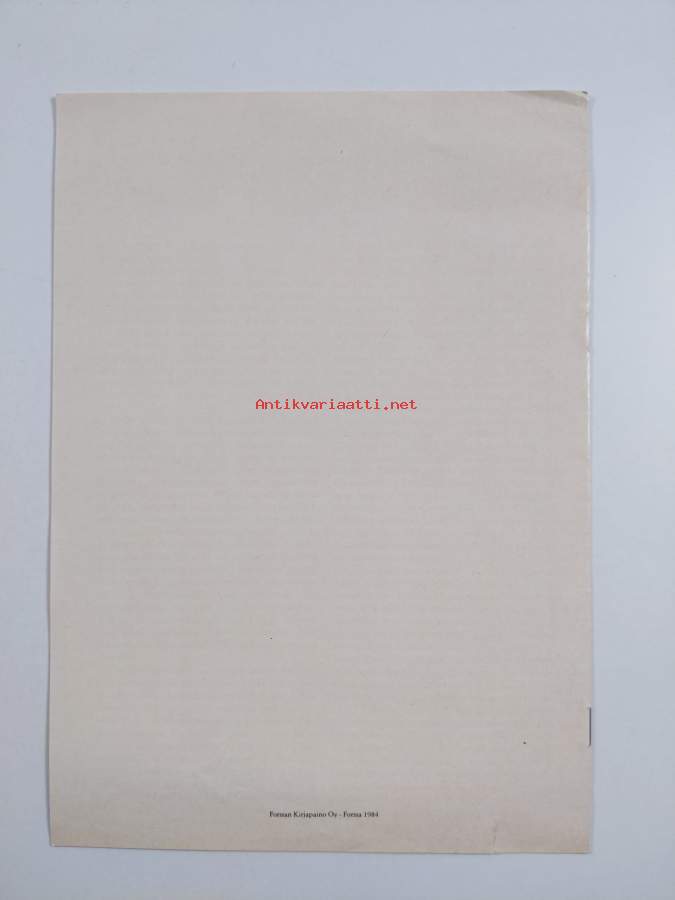 Antikvariaatti.net
Forssan Kirjapaino Oy - Forssa 1984